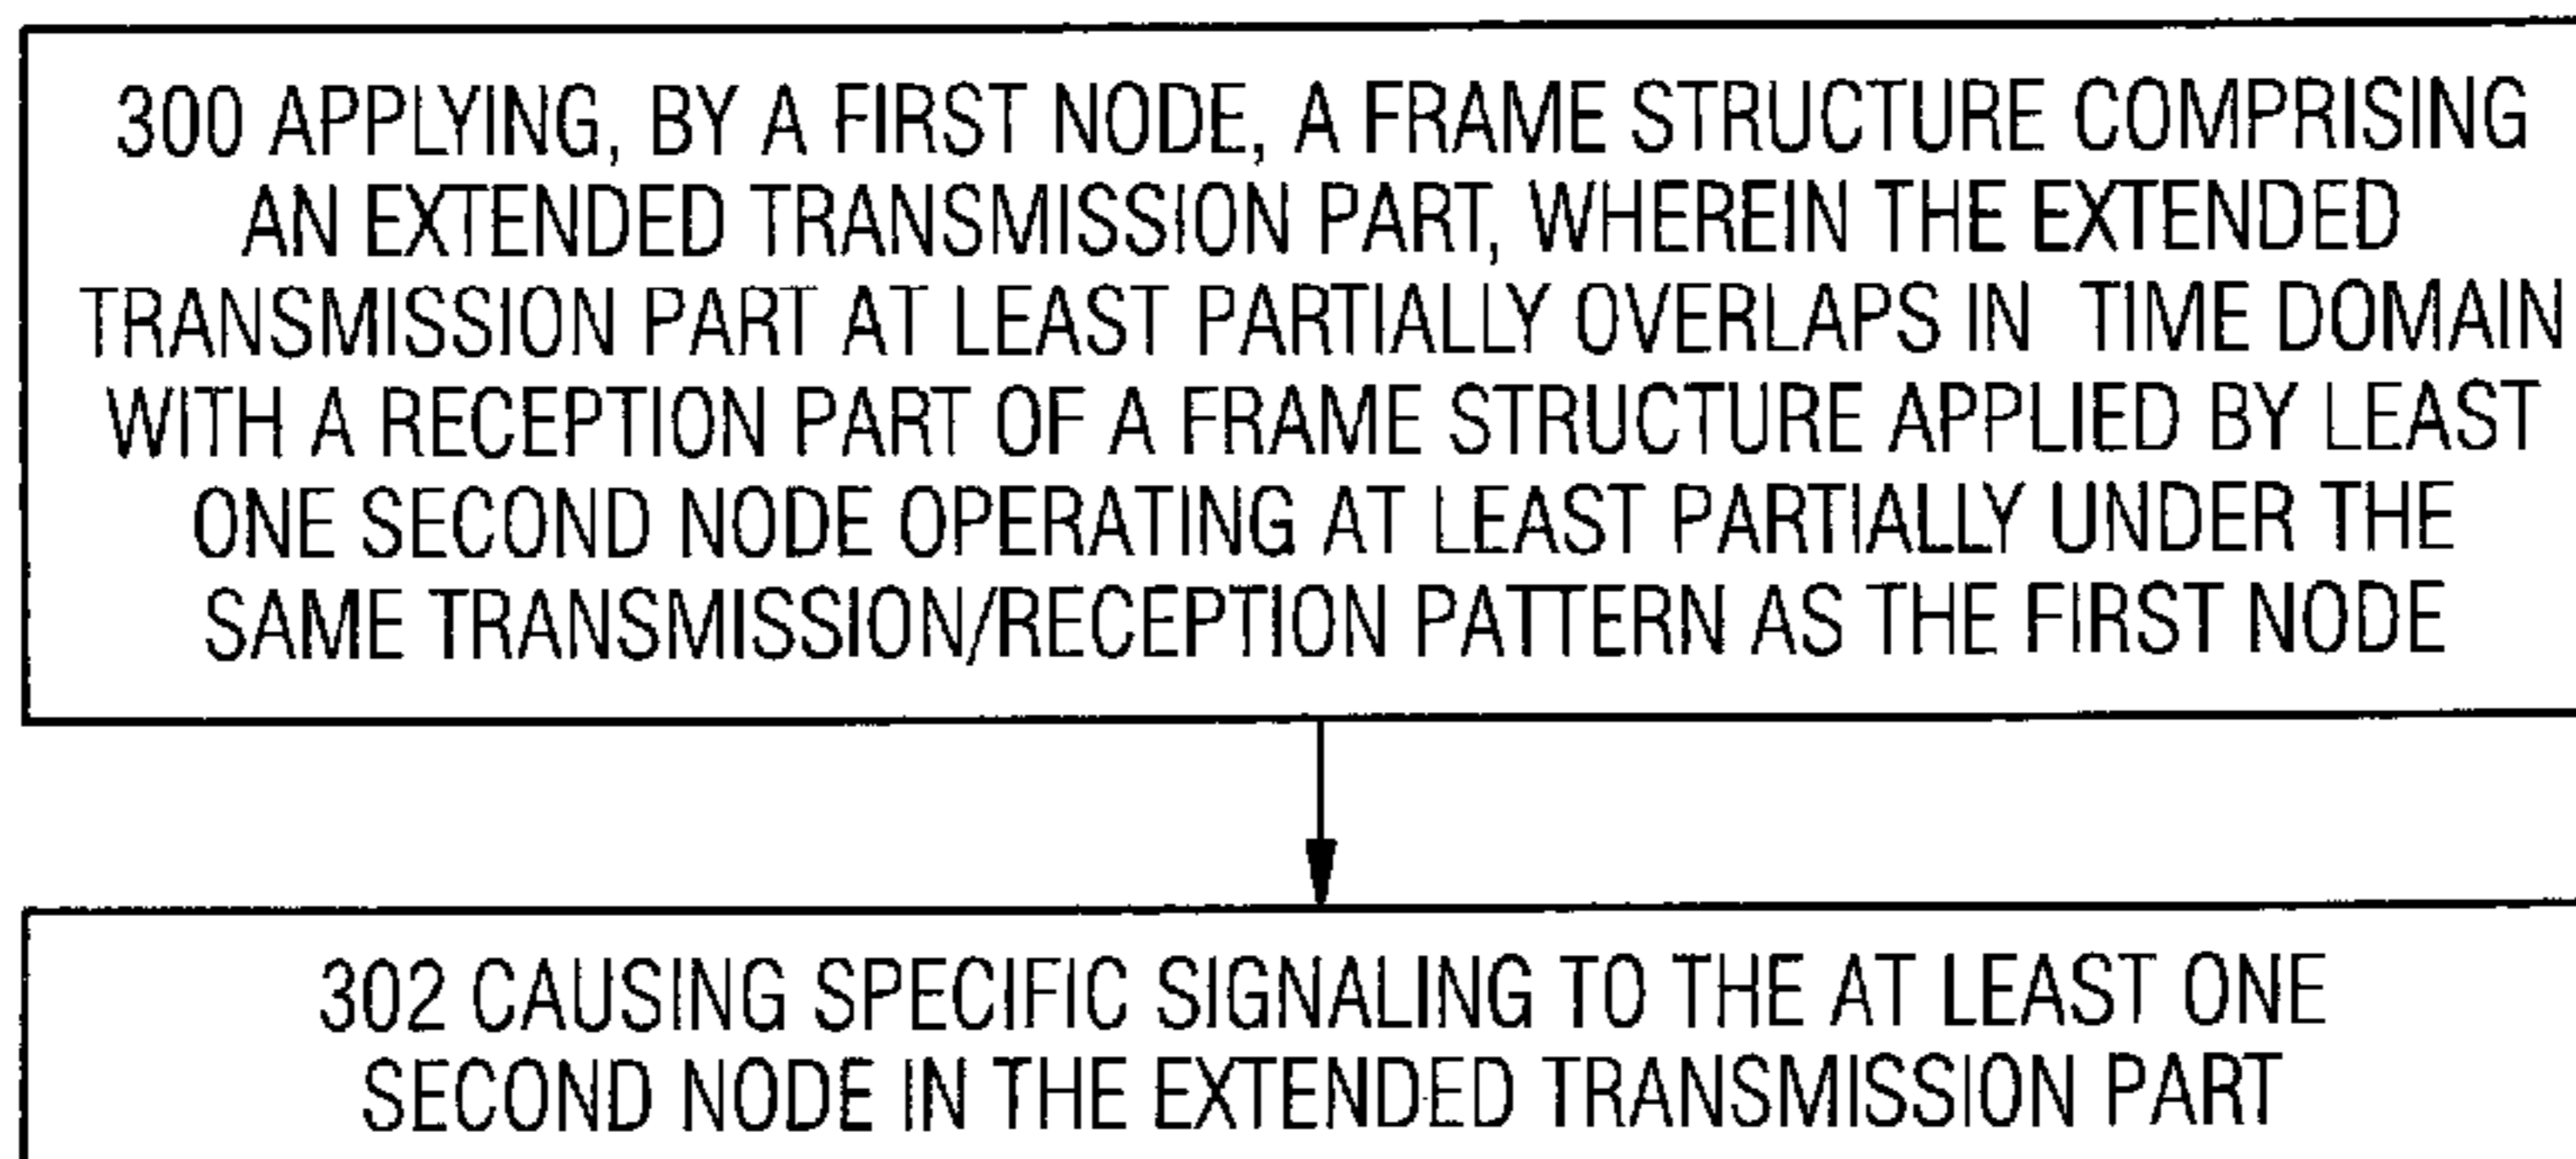 300 APPLYING, BY A FIRST NODE, A FRAME STRUCTURE COMPRISING
AN EXTENDED TRANSMISSION PART, WHEREIN THE EXTENDED
TRANSMISSION PART AT LEAST PARTIALLY OVERLAPS IN TIME DOMAIN
WITH A RECEPTION PART OF A FRAME STRUCTURE APPLIED BY LEAST
ONE SECOND NODE OPERATING AT LEAST PARTIALLY UNDER THE
SAME TRANSMISSION/RECEPTION PATTERN AS THE FIRST NODE
302 CAUSING SPECIFIC SIGNALING TO THE AT LEAST ONE
SECOND NODE IN THE EXTENDED TRANSMISSION PART